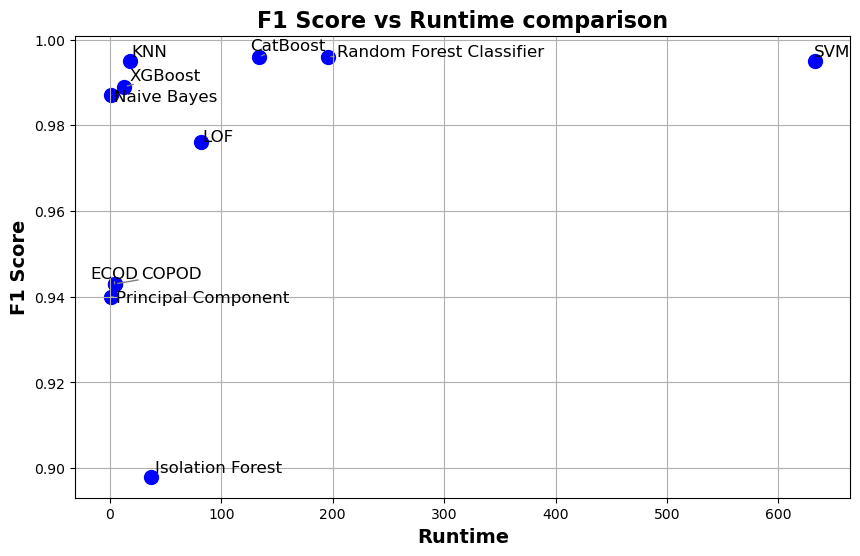 F1 Score vs Runtime comparison
1.00
0.98
0.96
0.94
0.92
0.90
F1 Score
KNN
CatBoost
Random Forest Classifier
SVM
XGBoost
Naive Bayes
LOF
ECOD
COPOD
Principal Component
Isolation Forest
0
100
200
300
400
500
600
Runtime